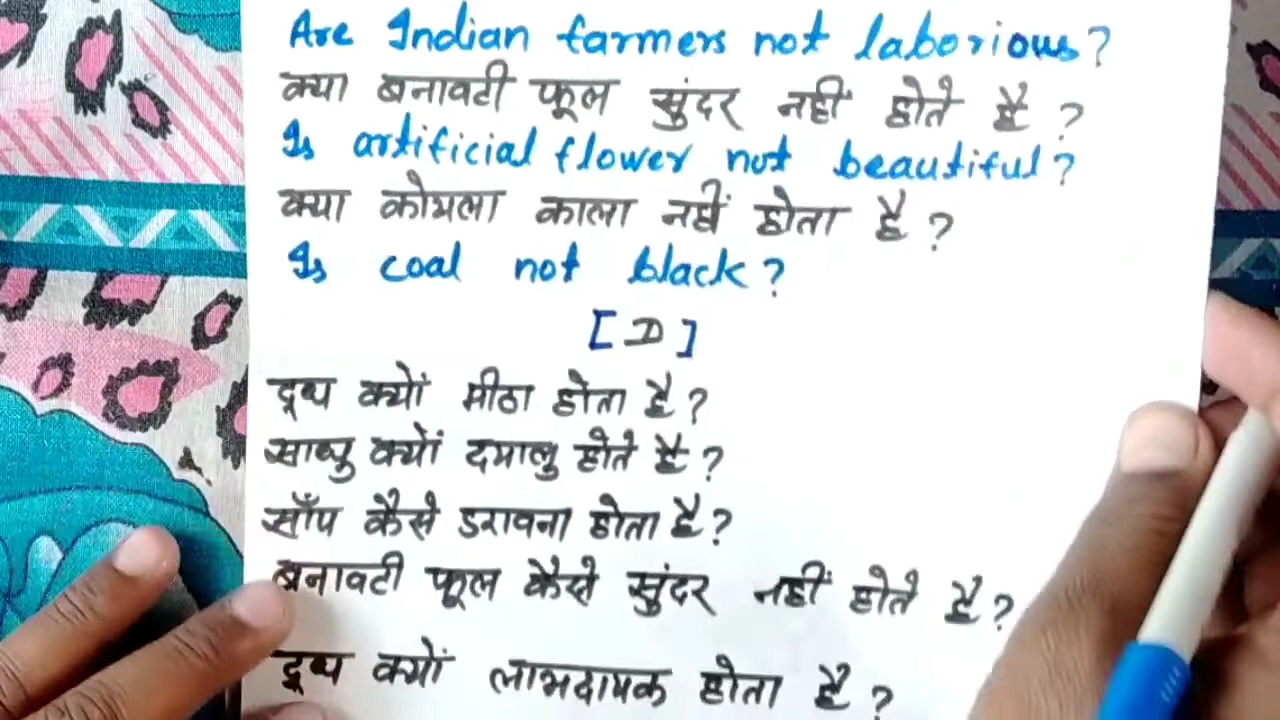 Are Indian farmers not laborious?
क्या बनावटी फूल सुंदर नहीं होते है?
Is artificial flower not beautiful?
क्या कोयला काला नहीं होता है?
Is coal not black?
[D]
दूध क्यों मीठा होता है?
साधु क्यों दयालु होते है?
साँप कैसे डरावना होता है?
बनावटी फूल कैसे सुंदर नहीं होते है?
दूध क्यों लाभदायक होता है?